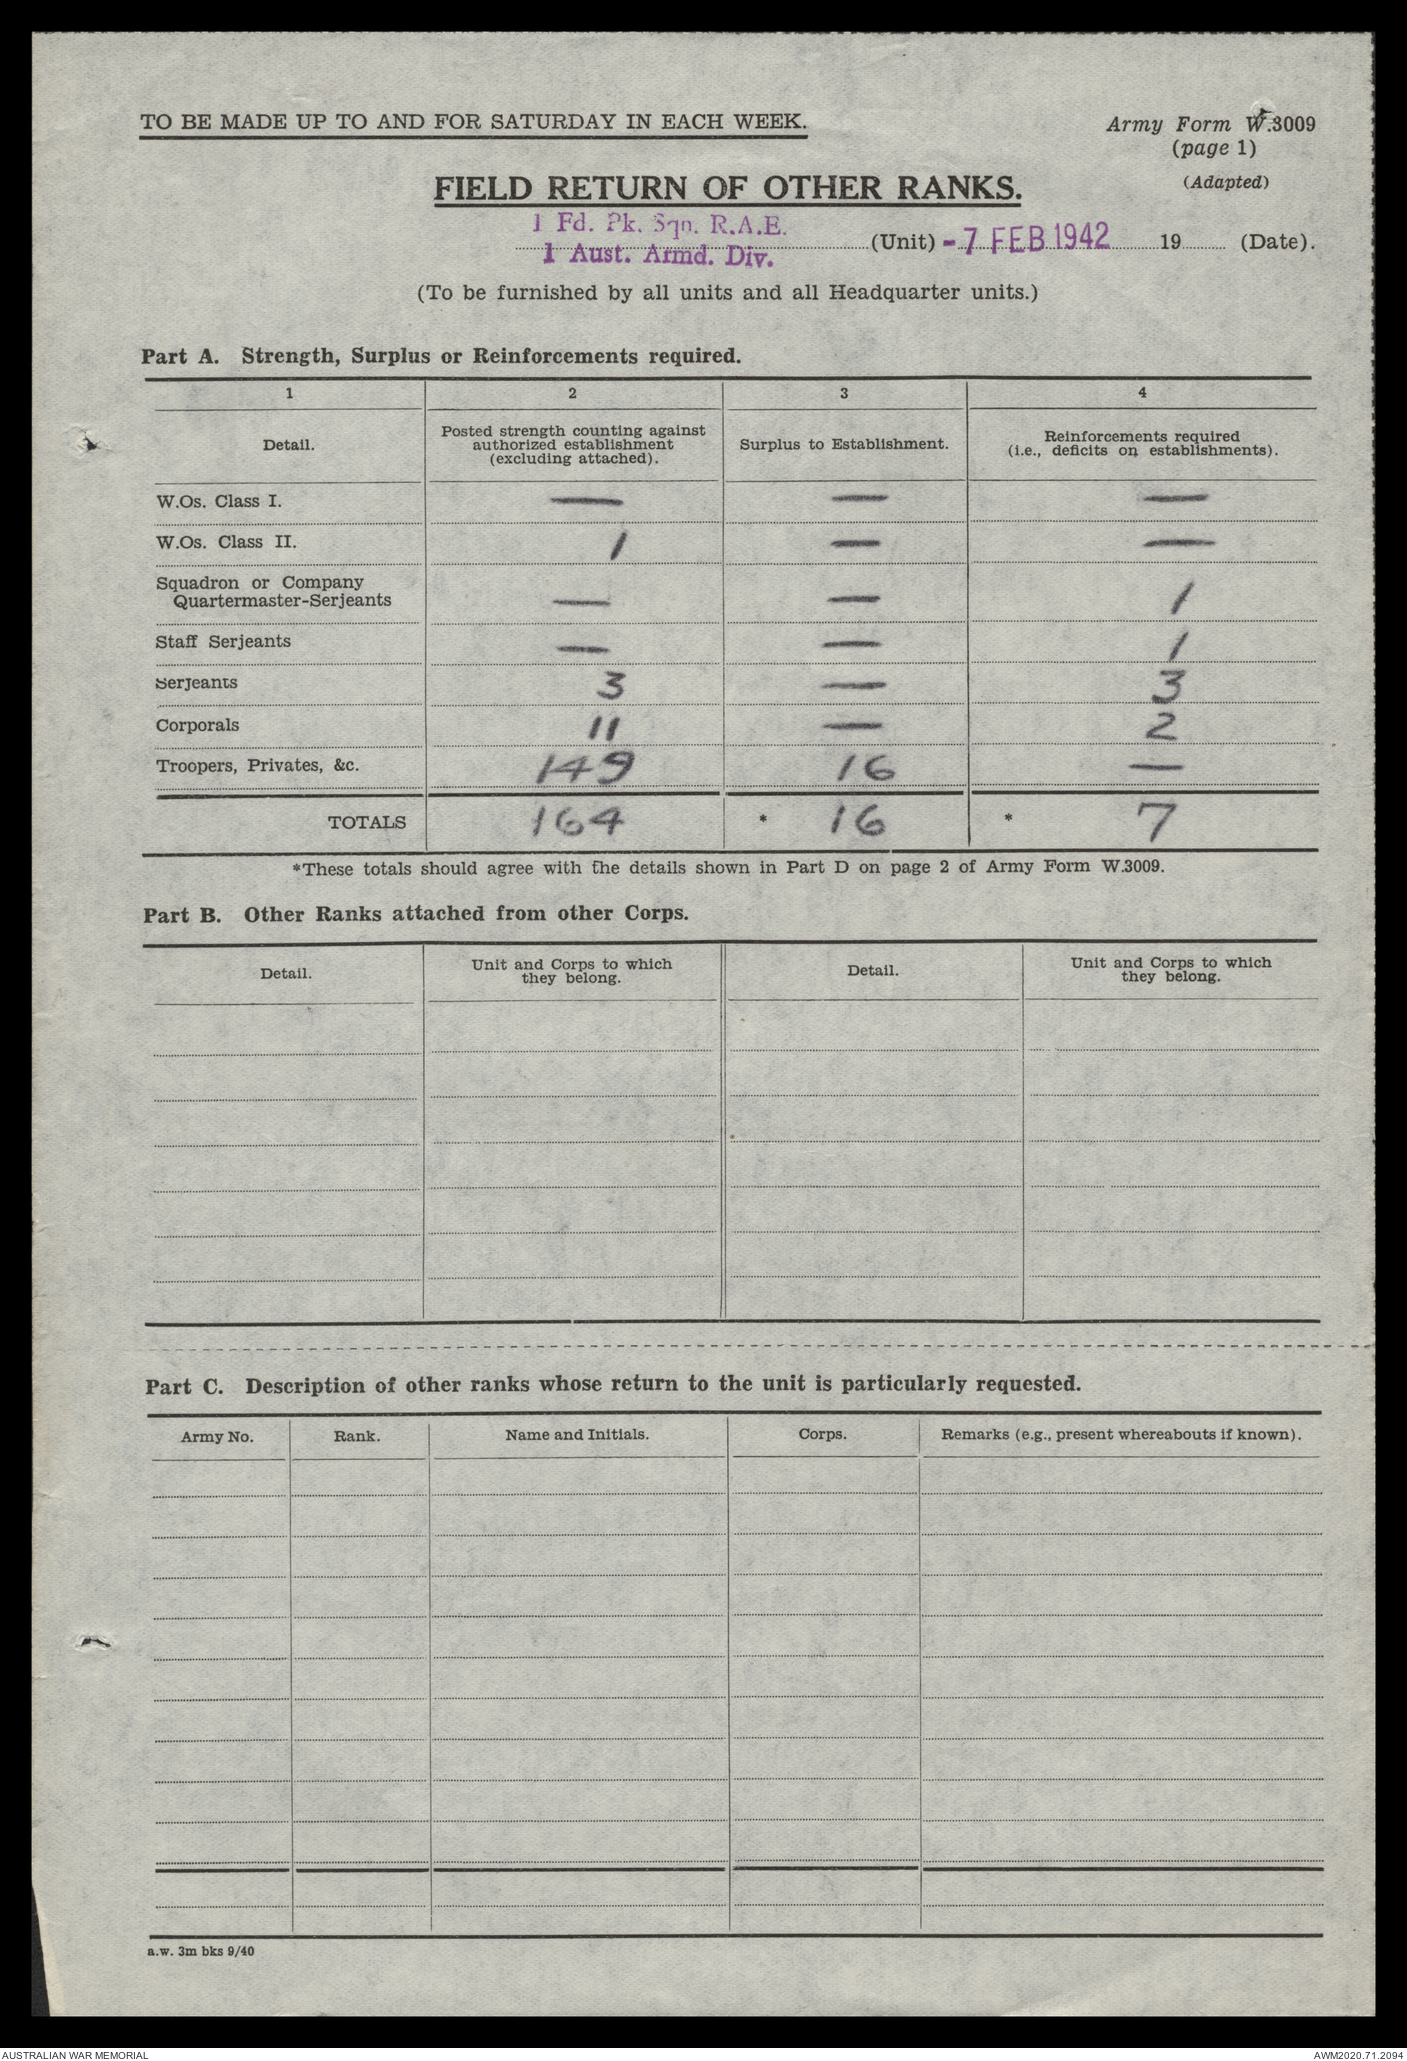 TO BE MADE UP TO AND FOR SATURDAY IN EACH WEEK.
Army Form W.3009
(page 1)
(Adapted)
FIELD RETURN OF OTHER RANKS.
1 Fd. Pk. Sqn. R.A.E.
1 Aust. Armd. Div.
(Unit) -7 FEB 1942 19 (Date).
(To be furnished by all units and all Headquarter units.)
Part A. Strength, Surplus or Reinforcements required.
1 2 3 4
Detail.
Posted strength counting against
authorized establishment
(excluding attached).
Surplus to Establishment.
Reinforcements required
(i.e., deficits on establishments).
W.Os. Class I. — — —
W.Os. Class II. 1 — —
Squadron or Company
Quartermaster-Serjeants — — 1
Staff Serjeants — — 1
Serjeants 3 — 3
Corporals 11 — 2
Troopers, Privates, &c. 149 16 —
TOTALS 164 * 16 * 7
*These totals should agree with the details shown in Part D on page 2 of Army Form W.3009.
Part B. Other Ranks attached from other Corps.
Detail.
Unit and Corps to which
they belong.
Detail.
Unit and Corps to which
they belong.
Part C. Description of other ranks whose return to the unit is particularly requested.
Army No. Rank. Name and Initials. Corps. Remarks (e.g., present whereabouts if known).
a.w. 3m bks 9/40
AUSTRALIAN WAR MEMORIAL
AWM2020.71.2094